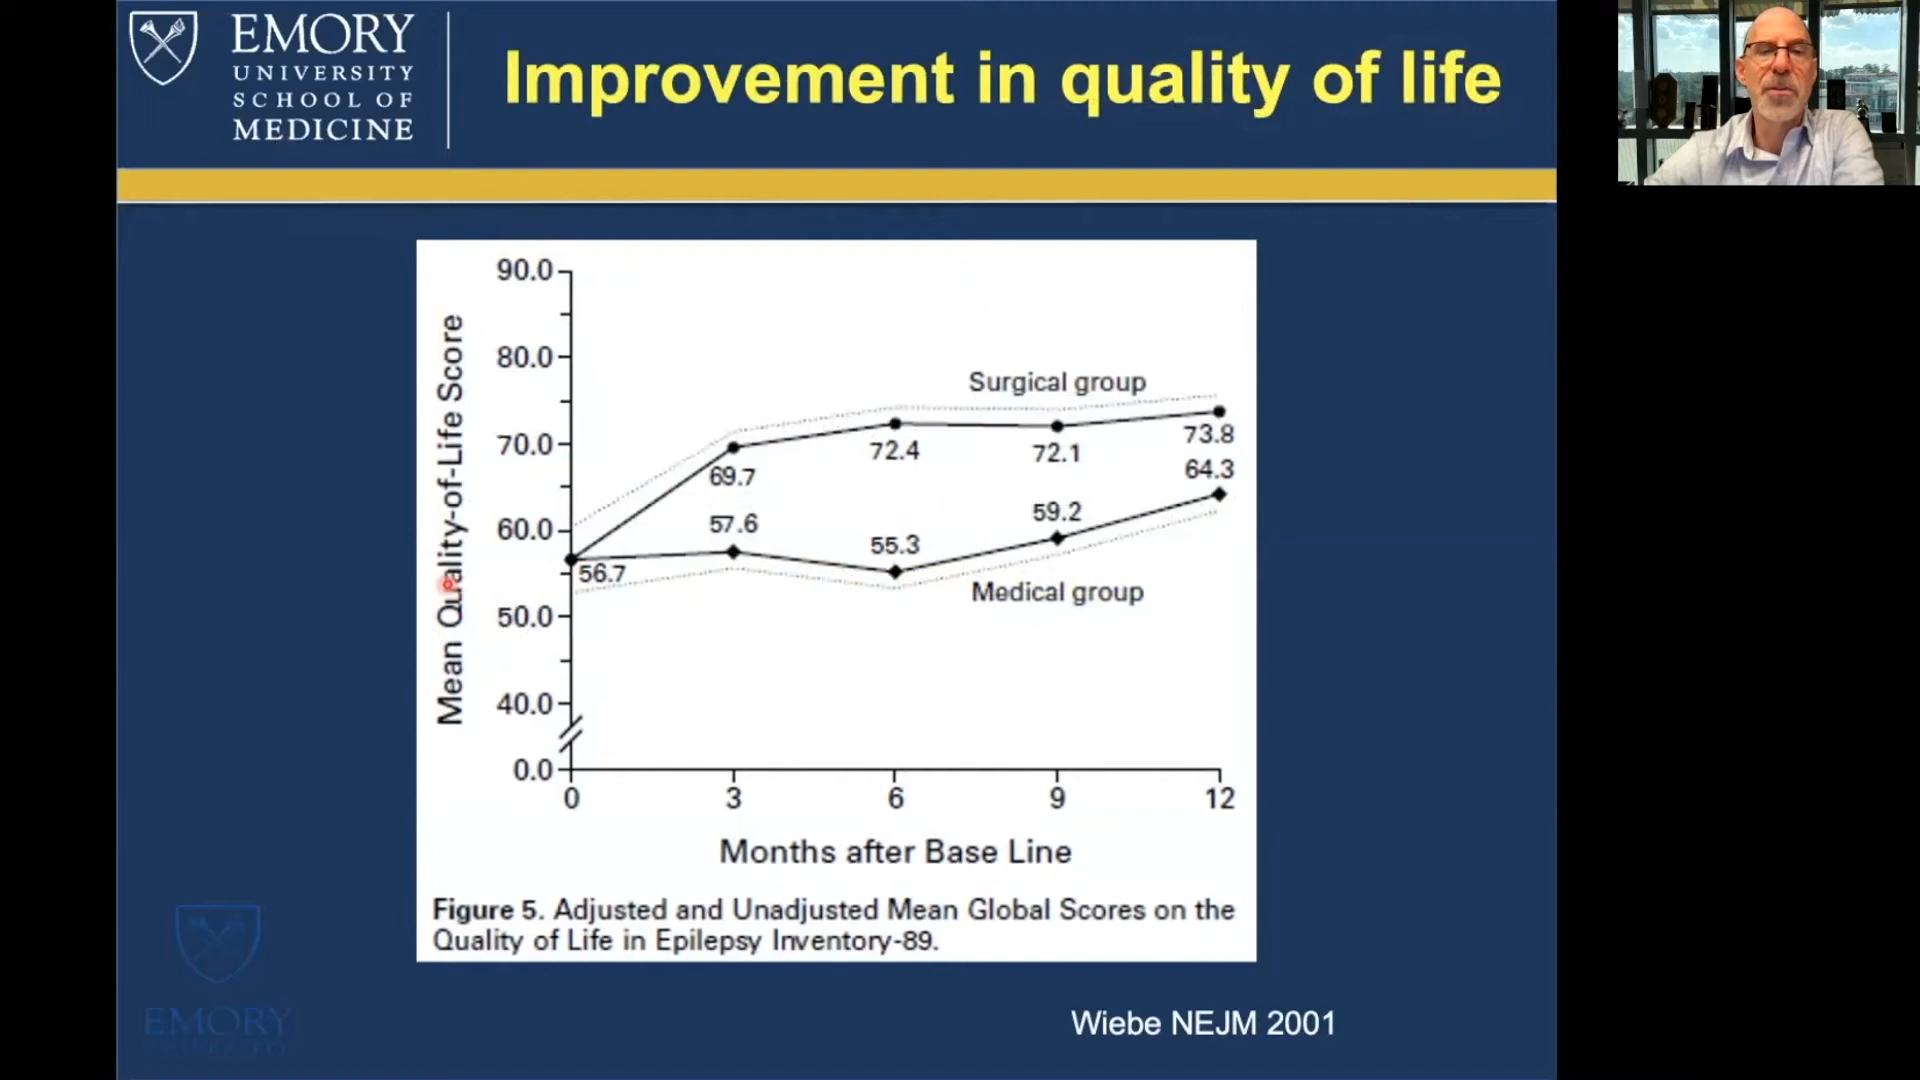 EMORY
UNIVERSITY
SCHOOL OF
MEDICINE
Improvement in quality of life
Mean Quality-of-Life Score
90.0
80.0
70.0
60.0
50.0
40.0
0.0
Surgical group
73.8
72.4
72.1
69.7
64.3
57.6
59.2
55.3
56.7
Medical group
0 3 6 9 12
Months after Base Line
Figure 5. Adjusted and Unadjusted Mean Global Scores on the
Quality of Life in Epilepsy Inventory-89.
Wiebe NEJM 2001
EMORY
UNIVERSITY